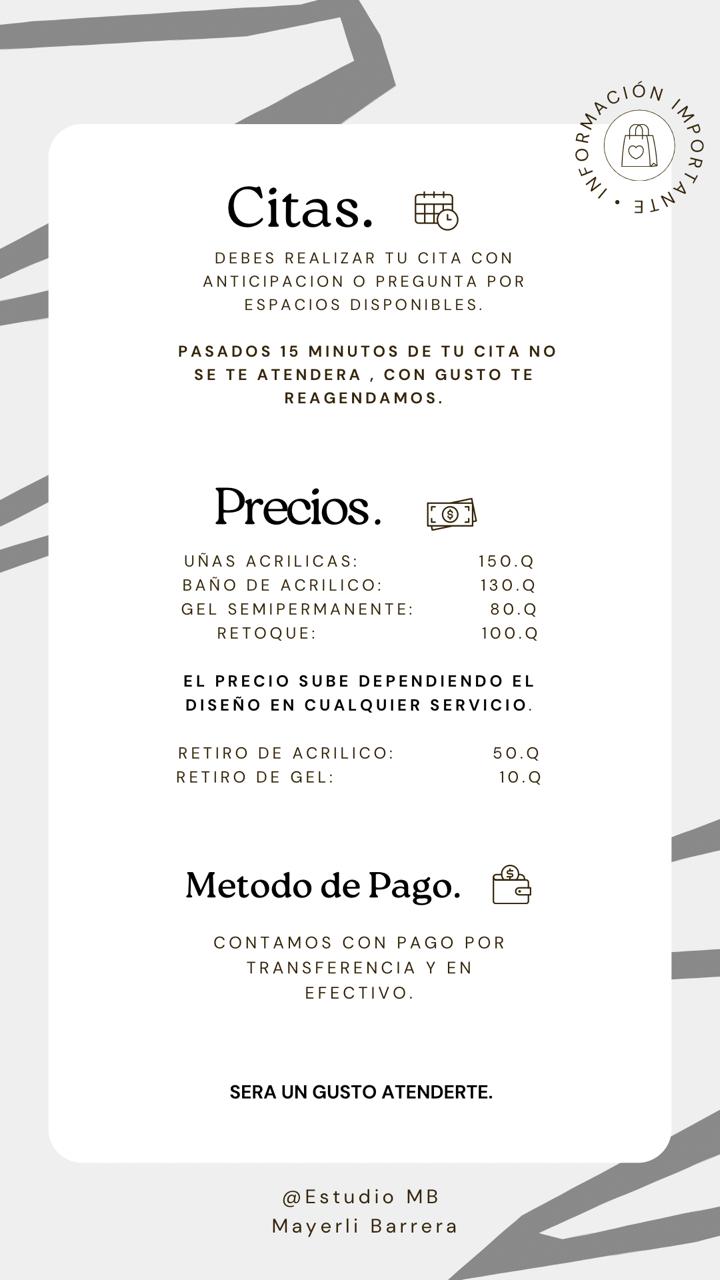 INFORMACIÓN IMPORTANTE •
Citas.
DEBES REALIZAR TU CITA CON
ANTICIPACION O PREGUNTA POR
ESPACIOS DISPONIBLES.
PASADOS 15 MINUTOS DE TU CITA NO
SE TE ATENDERA , CON GUSTO TE
REAGENDAMOS.
Precios.
UÑAS ACRILICAS: 150.Q
BAÑO DE ACRILICO: 130.Q
GEL SEMIPERMANENTE: 80.Q
RETOQUE: 100.Q
EL PRECIO SUBE DEPENDIENDO EL
DISEÑO EN CUALQUIER SERVICIO.
RETIRO DE ACRILICO: 50.Q
RETIRO DE GEL: 10.Q
Metodo de Pago.
CONTAMOS CON PAGO POR
TRANSFERENCIA Y EN
EFECTIVO.
SERA UN GUSTO ATENDERTE.
@Estudio MB
Mayerli Barrera